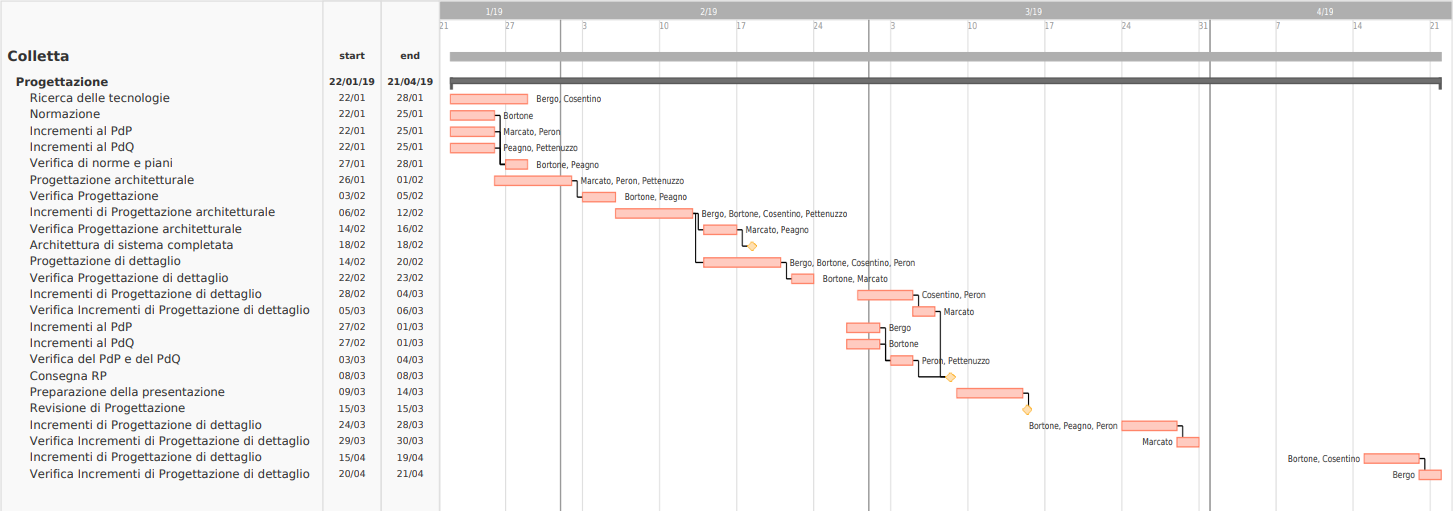 1/19 2/19 3/19 4/19
21 27 3 10 17 24 3 10 17 24 31 7 14 21
Colletta start end
Progettazione 22/01/19 21/04/19
Ricerca delle tecnologie 22/01 28/01 Bergo, Cosentino
Normazione 22/01 25/01 Bortone
Incrementi al PdP 22/01 25/01 Marcato, Peron
Incrementi al PdQ 22/01 25/01 Peagno, Pettenuzzo
Verifica di norme e piani 27/01 28/01 Bortone, Peagno
Progettazione architetturale 26/01 01/02 Marcato, Peron, Pettenuzzo
Verifica Progettazione 03/02 05/02 Bortone, Peagno
Incrementi di Progettazione architetturale 06/02 12/02 Bergo, Bortone, Cosentino, Pettenuzzo
Verifica Progettazione architetturale 14/02 16/02 Marcato, Peagno
Architettura di sistema completata 18/02 18/02
Progettazione di dettaglio 14/02 20/02 Bergo, Bortone, Cosentino, Peron
Verifica Progettazione di dettaglio 22/02 23/02 Bortone, Marcato
Incrementi di Progettazione di dettaglio 28/02 04/03 Cosentino, Peron
Verifica Incrementi di Progettazione di dettaglio 05/03 06/03 Marcato
Incrementi al PdP 27/02 01/03 Bergo
Incrementi al PdQ 27/02 01/03 Bortone
Verifica del PdP e del PdQ 03/03 04/03 Peron, Pettenuzzo
Consegna RP 08/03 08/03
Preparazione della presentazione 09/03 14/03
Revisione di Progettazione 15/03 15/03
Incrementi di Progettazione di dettaglio 24/03 28/03 Bortone, Peagno, Peron
Verifica Incrementi di Progettazione di dettaglio 29/03 30/03 Marcato
Incrementi di Progettazione di dettaglio 15/04 19/04 Bortone, Cosentino
Verifica Incrementi di Progettazione di dettaglio 20/04 21/04 Bergo